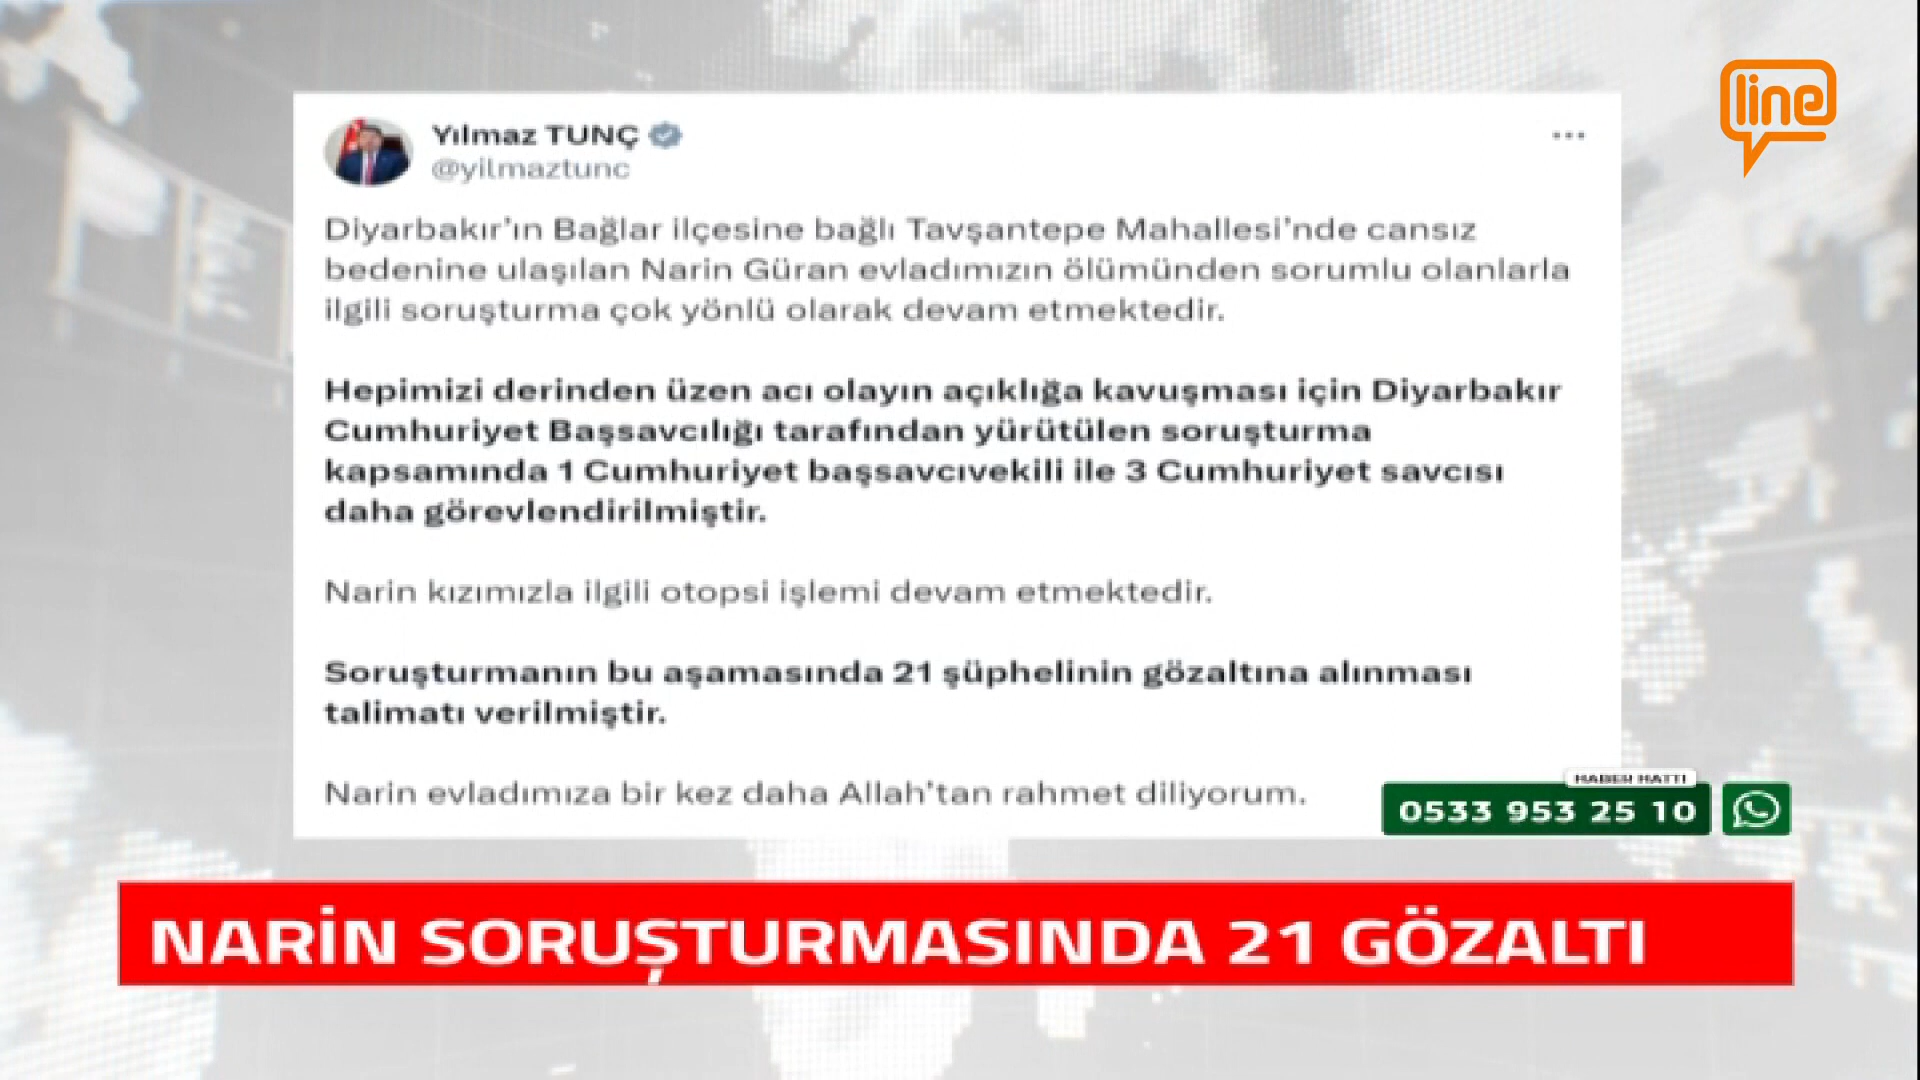 line
Yılmaz TUNÇ
@yilmaztunc
Diyarbakır’ın Bağlar ilçesine bağlı Tavşantepe Mahallesi’nde cansız
bedenine ulaşılan Narin Güran evladımızın ölümünden sorumlu olanlarla
ilgili soruşturma çok yönlü olarak devam etmektedir.
Hepimizi derinden üzen acı olayın açıklığa kavuşması için Diyarbakır
Cumhuriyet Başsavcılığı tarafından yürütülen soruşturma
kapsamında 1 Cumhuriyet başsavcıvekili ile 3 Cumhuriyet savcısı
daha görevlendirilmiştir.
Narin kızımızla ilgili otopsi işlemi devam etmektedir.
Soruşturmanın bu aşamasında 21 şüphelinin gözaltına alınması
talimatı verilmiştir.
Narin evladımıza bir kez daha Allah’tan rahmet diliyorum.
HABER HATTI
0533 953 25 10
NARİN SORUŞTURMASINDA 21 GÖZALTI